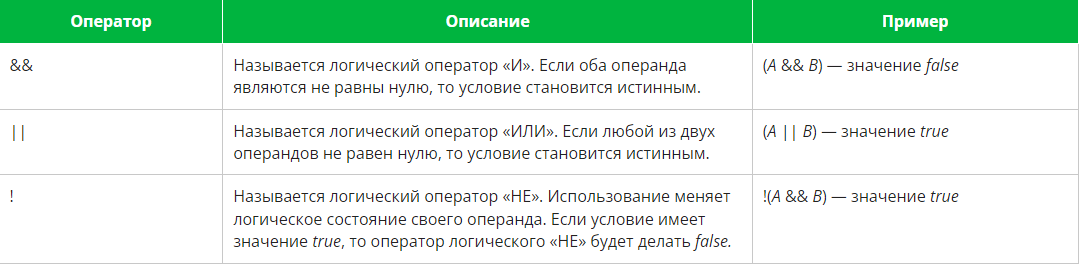 Оператор Описание Пример
&& Называется логический оператор «И». Если оба операнда (A && B) — значение false
являются не равны нулю, то условие становится истинным.
|| Называется логический оператор «ИЛИ». Если любой из двух (A || B) — значение true
операндов не равен нулю, то условие становится истинным.
! Называется логический оператор «НЕ». Использование меняет !(A && B) — значение true
логическое состояние своего операнда. Если условие имеет
значение true, то оператор логического «НЕ» будет делать false.